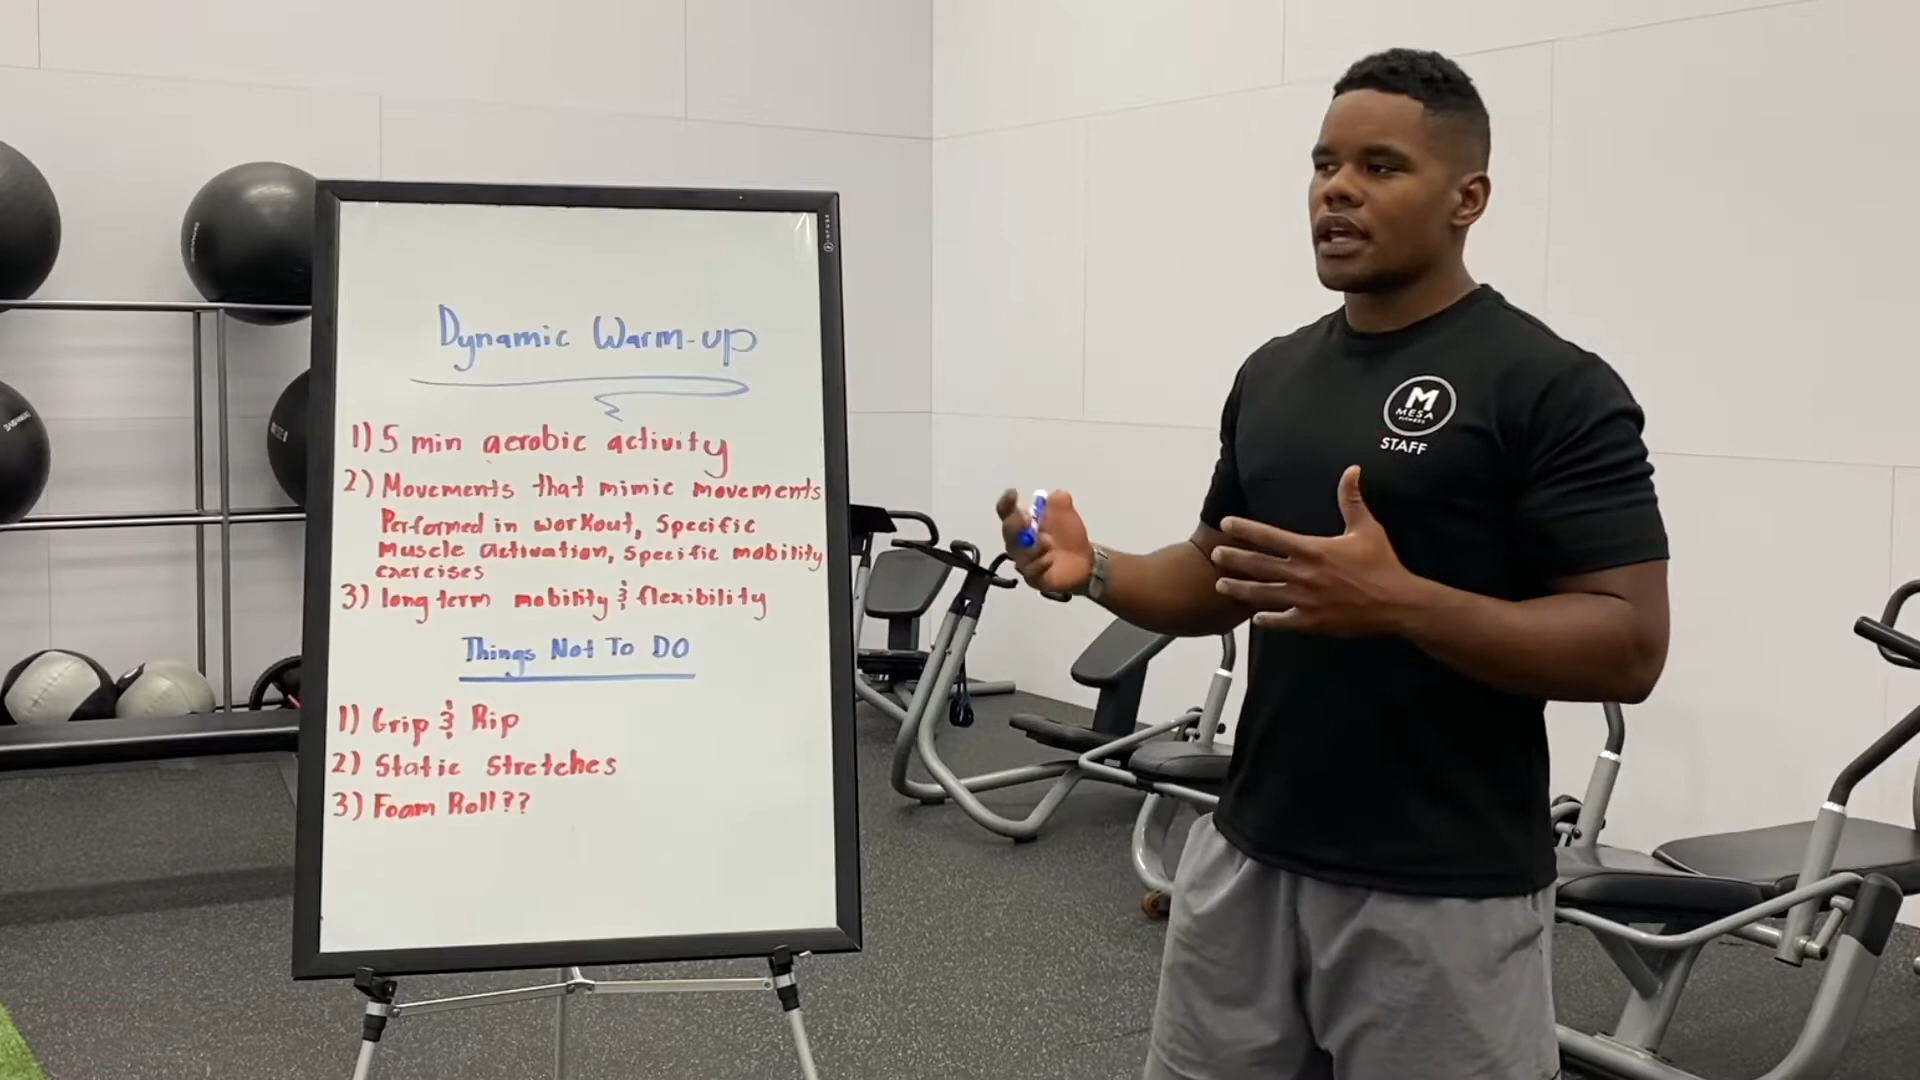 Dynamic Warm-up
1) 5 min aerobic activity
2) Movements that mimic movements
Performed in workout, Specific
Muscle activation, specific mobility
exercises
3) long term mobility & flexibility
Things Not To DO
1) Grip & Rip
2) Static Stretches
3) Foam Roll??
M
MESA
FITNESS
STAFF